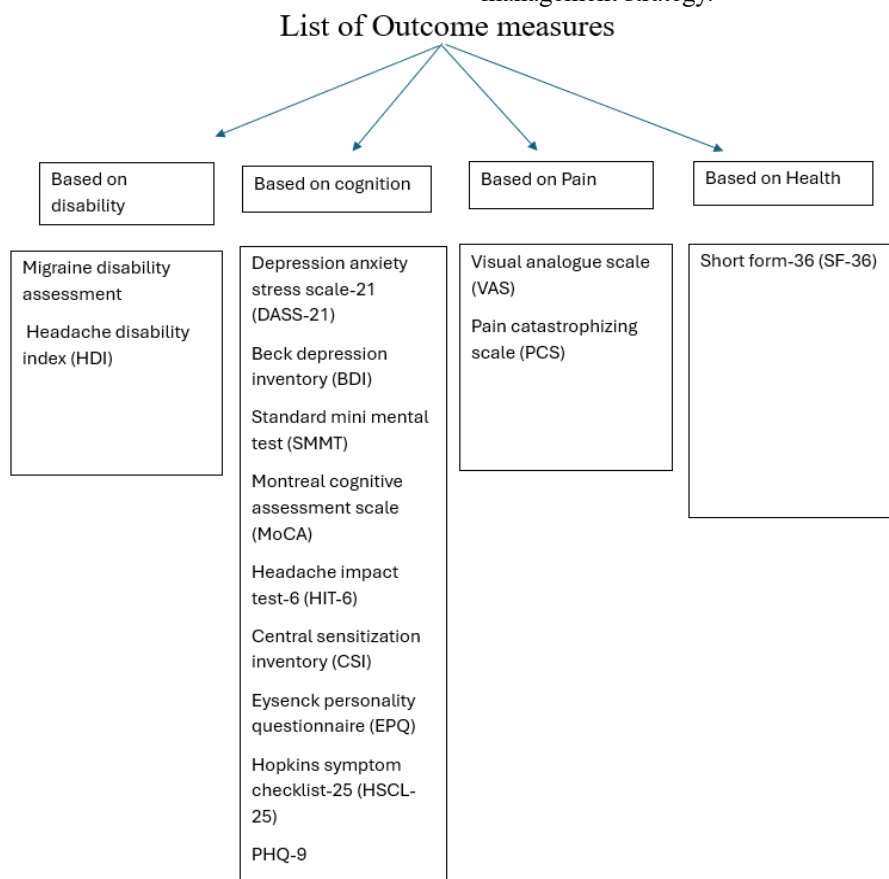 management strategy.
List of Outcome measures
Based on
disability
Based on cognition
Based on Pain
Based on Health
Migraine disability
assessment
Headache disability
index (HDI)
Depression anxiety
stress scale-21
(DASS-21)
Beck depression
inventory (BDI)
Standard mini mental
test (SMMT)
Montreal cognitive
assessment scale
(MoCA)
Headache impact
test-6 (HIT-6)
Central sensitization
inventory (CSI)
Eysenck personality
questionnaire (EPQ)
Hopkins symptom
checklist-25 (HSCL-
25)
PHQ-9
Visual analogue scale
(VAS)
Pain catastrophizing
scale (PCS)
Short form-36 (SF-36)